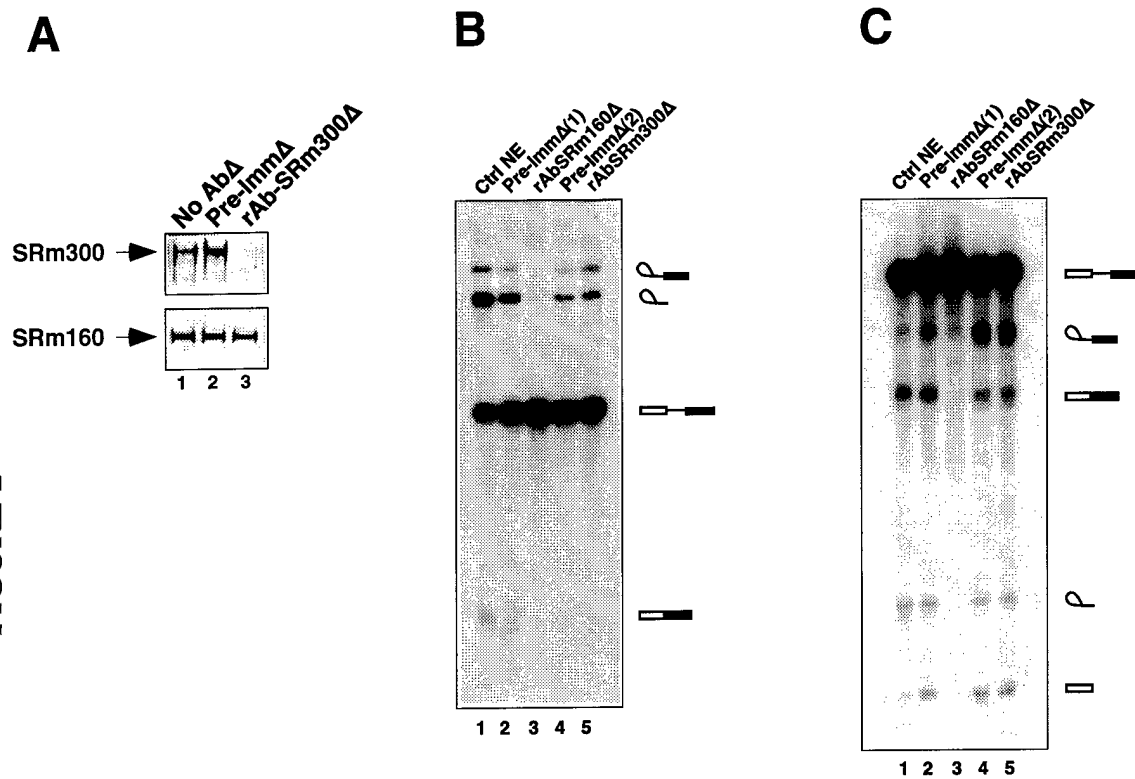 A
B
C
No AbΔ
Pre-ImmΔ
rAb-SRm300Δ
SRm300
SRm160
1 2 3
Ctrl NE
Pre-ImmΔ(1)
rAbSRm160Δ
Pre-ImmΔ(2)
rAbSRm300Δ
1 2 3 4 5
Ctrl NE
Pre-ImmΔ(1)
rAbSRm160Δ
Pre-ImmΔ(2)
rAbSRm300Δ
1 2 3 4 5